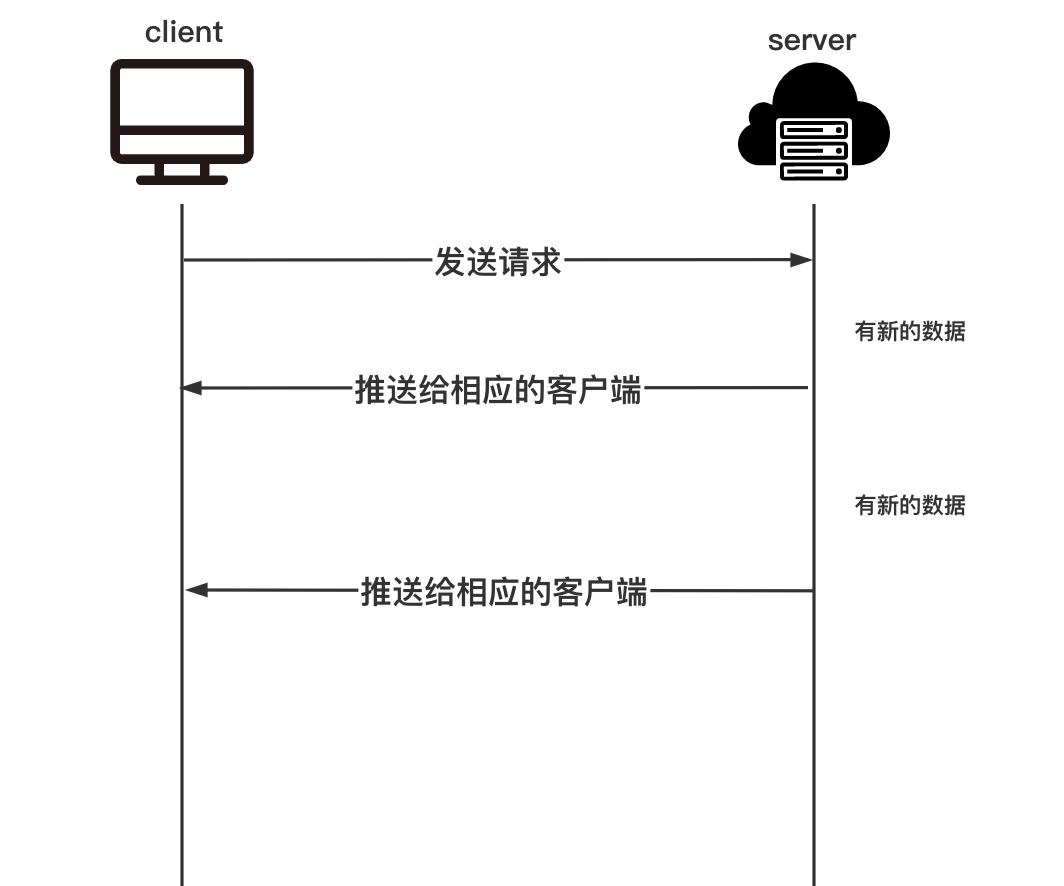 client
server
发送请求
有新的数据
推送给相应的客户端
有新的数据
推送给相应的客户端